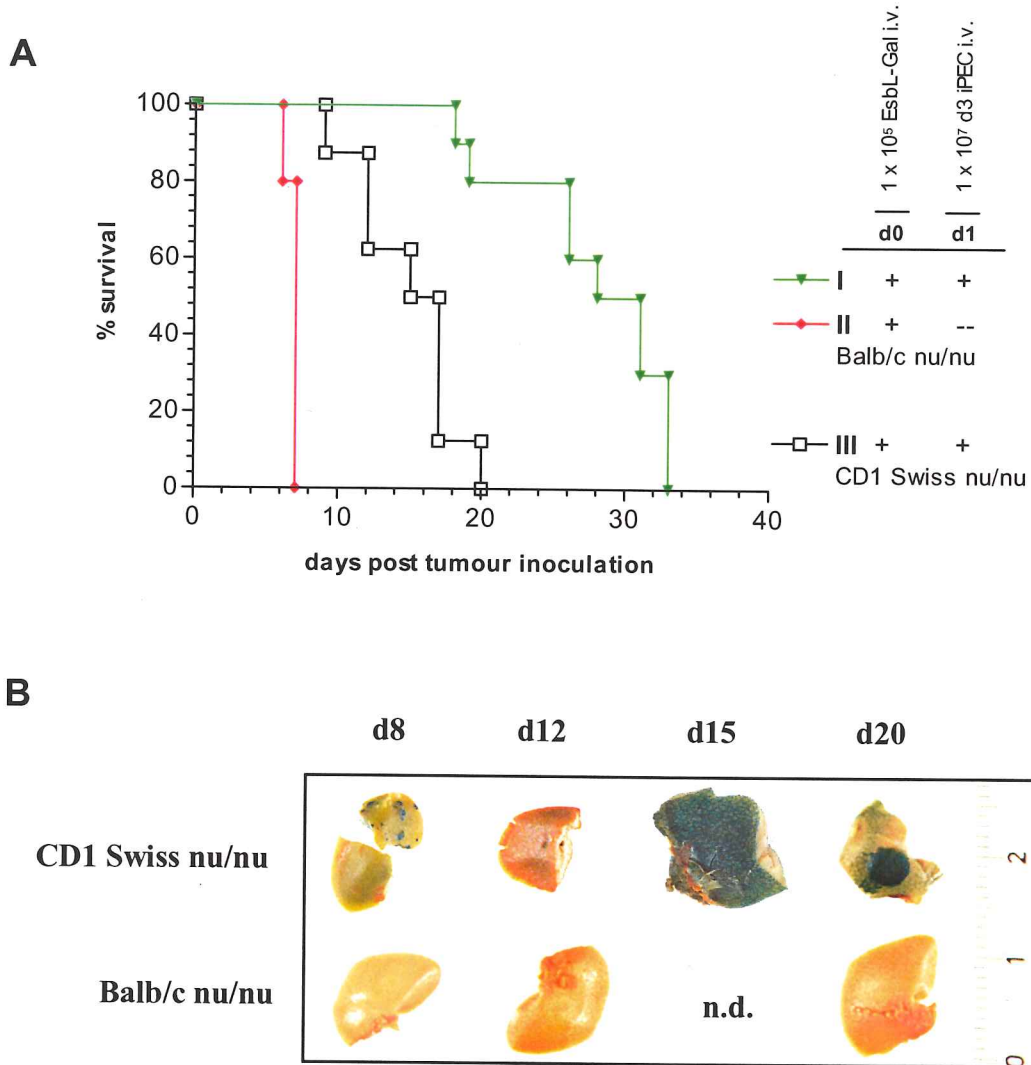 A
1 x 10⁵ EsbL-Gal i.v.
1 x 10⁷ d3 iPEC i.v.
d0 d1
I + +
II + --
Balb/c nu/nu
III + +
CD1 Swiss nu/nu
% survival
100
80
60
40
20
0
0 10 20 30 40
days post tumour inoculation
B
d8 d12 d15 d20
CD1 Swiss nu/nu
Balb/c nu/nu
n.d.
2
1
0